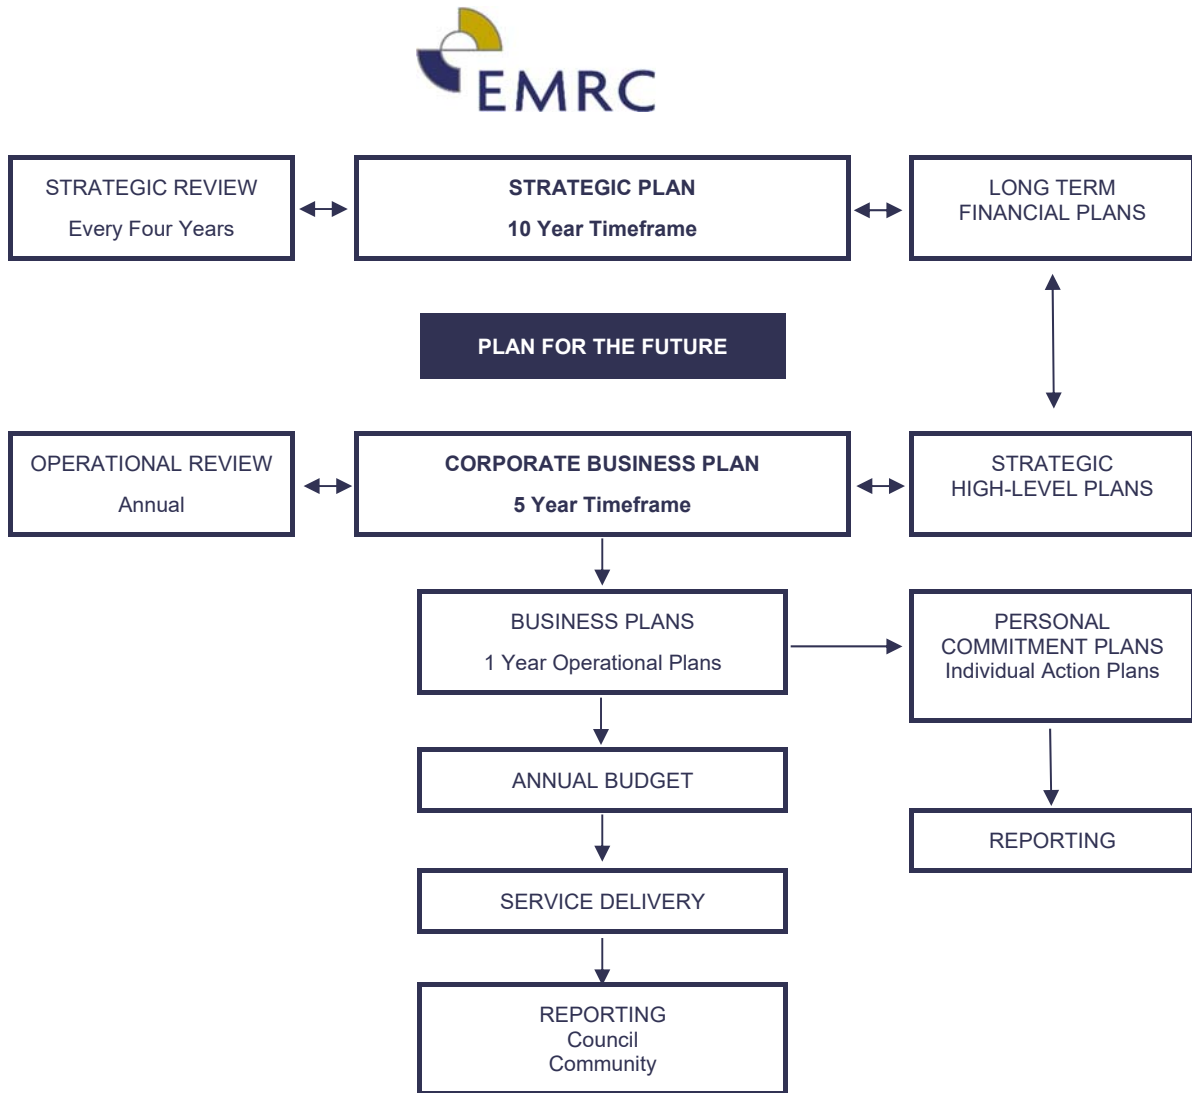 EMRC
STRATEGIC REVIEW
Every Four Years
STRATEGIC PLAN
10 Year Timeframe
LONG TERM
FINANCIAL PLANS
PLAN FOR THE FUTURE
OPERATIONAL REVIEW
Annual
CORPORATE BUSINESS PLAN
5 Year Timeframe
STRATEGIC
HIGH-LEVEL PLANS
BUSINESS PLANS
1 Year Operational Plans
PERSONAL
COMMITMENT PLANS
Individual Action Plans
ANNUAL BUDGET
REPORTING
SERVICE DELIVERY
REPORTING
Council
Community